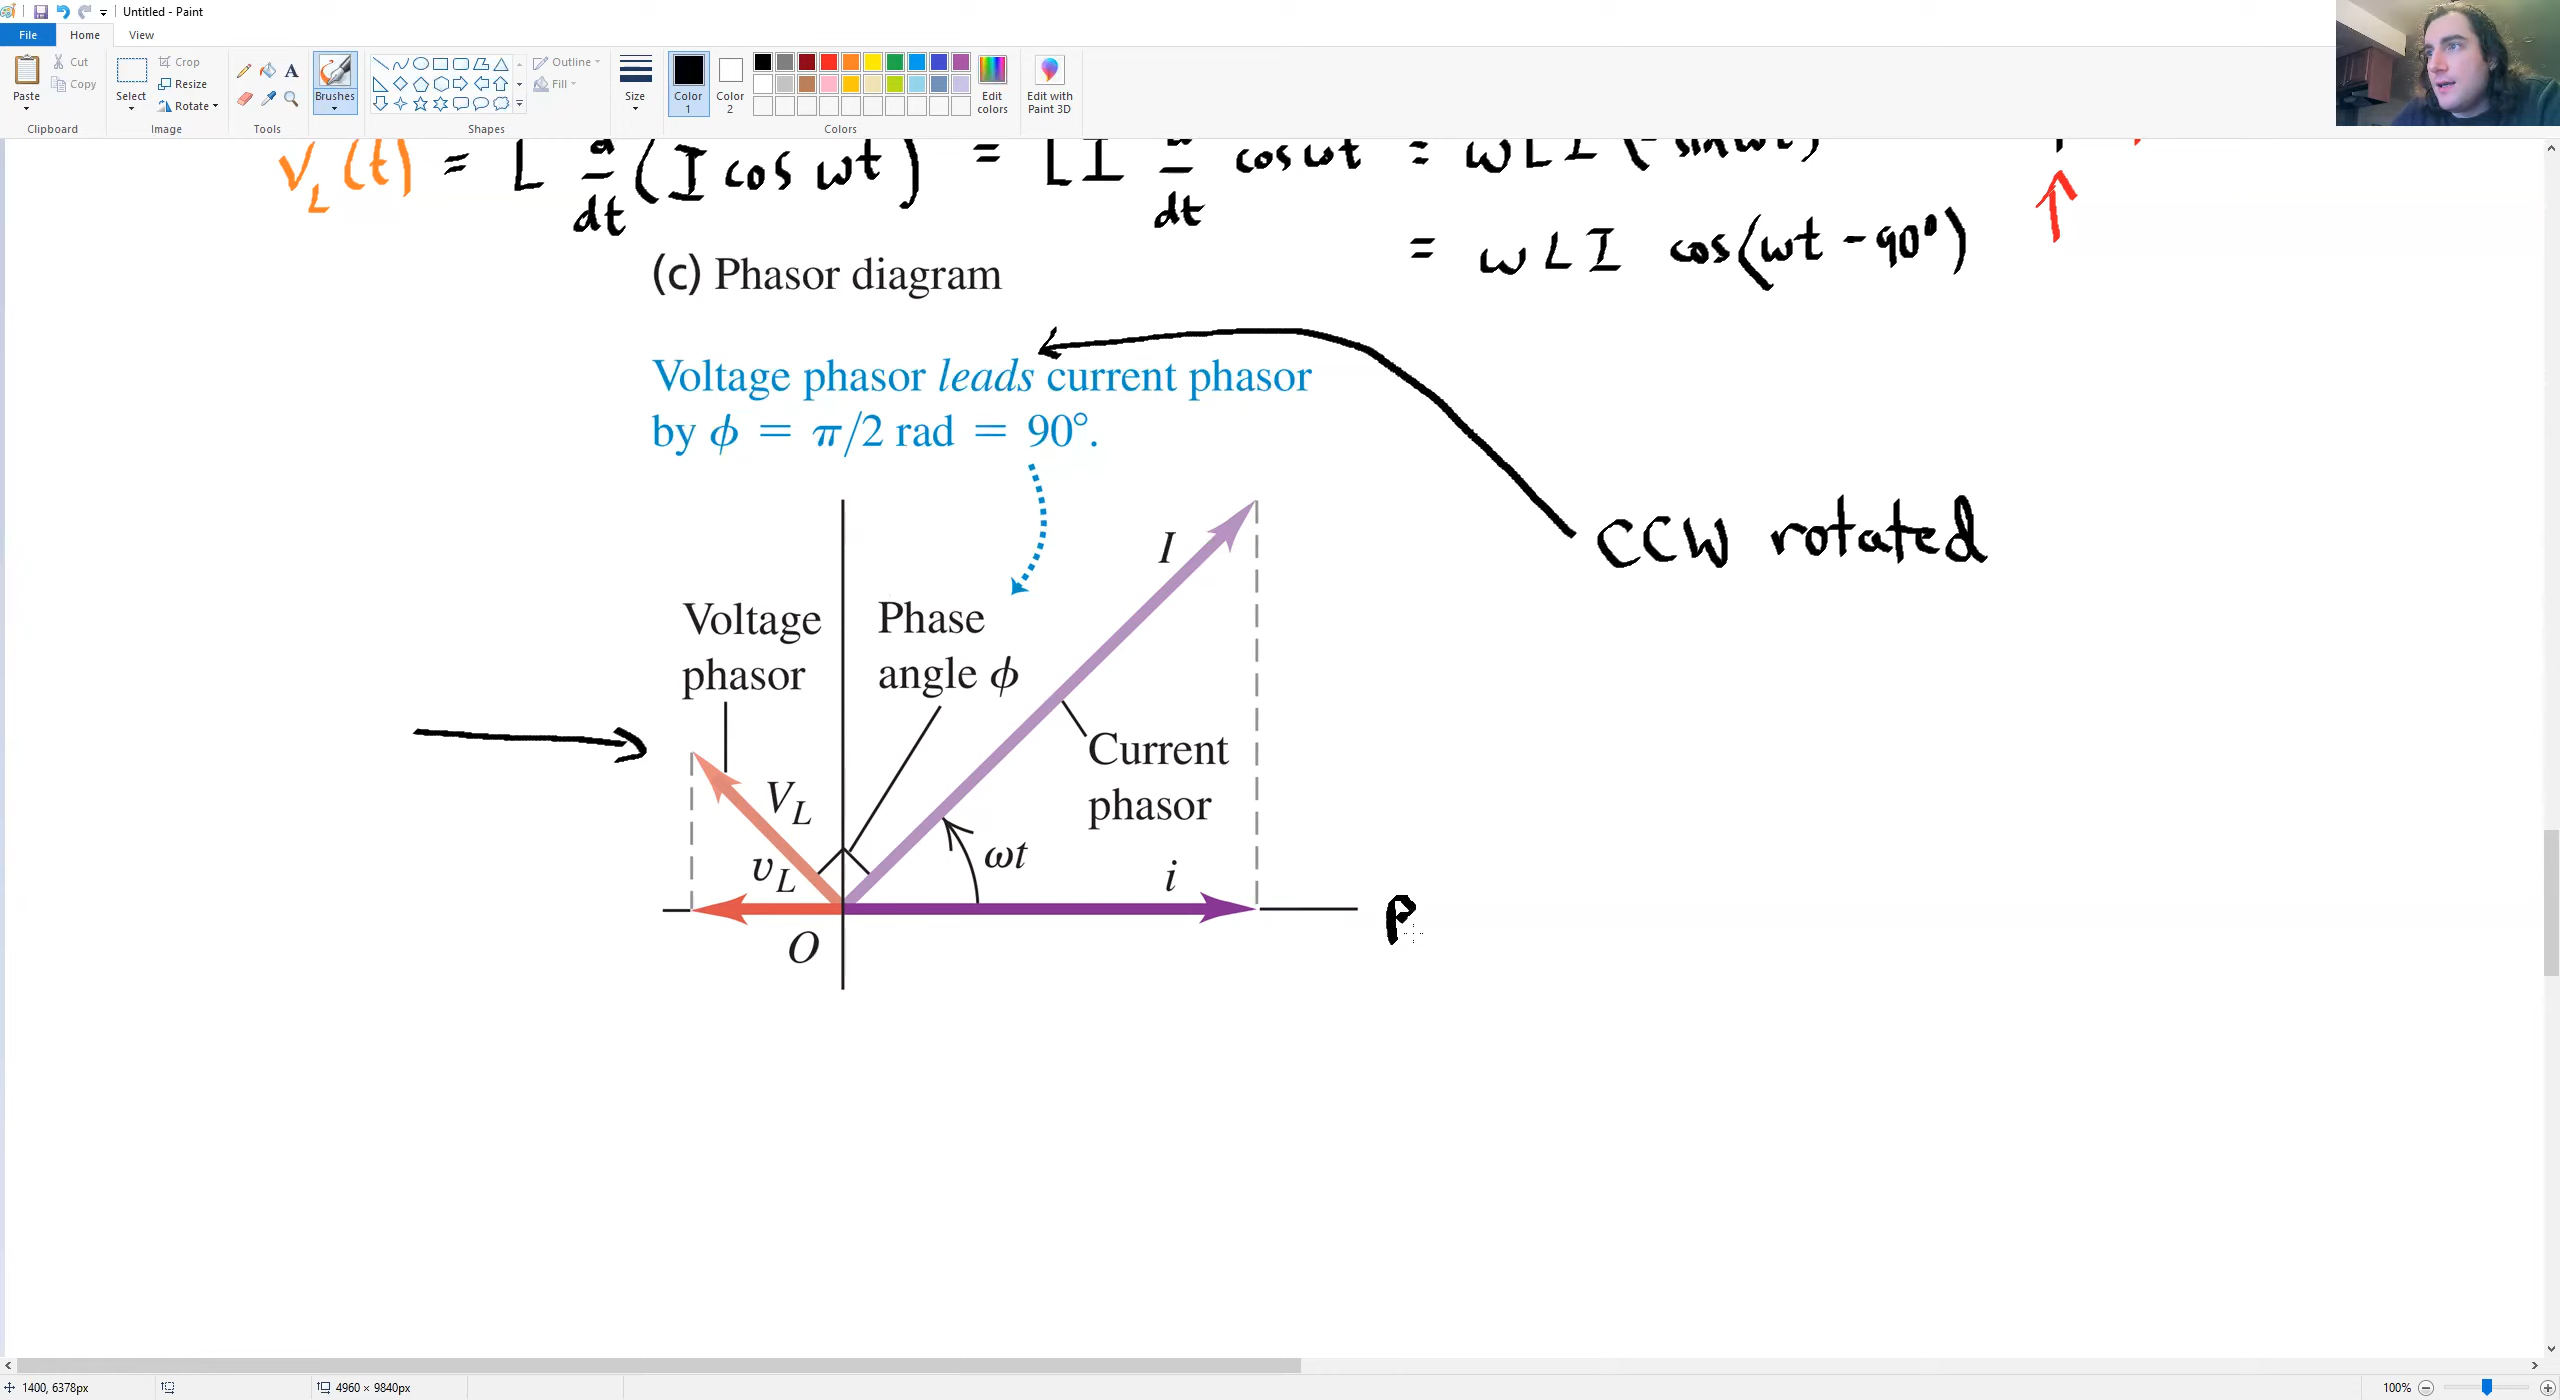 Untitled - Paint
File Home View
Paste
Cut
Copy
Clipboard
Select
Crop
Resize
Rotate
Image
Tools
Brushes
Shapes
Outline
Fill
Size
Color 1
Color 2
Edit colors
Edit with Paint 3D
Colors
V_L(t) = L d/dt (I cos ωt) = LI d/dt cos ωt = ωLI (-sin ωt)
= ωLI cos(ωt - 90°)
(c) Phasor diagram
Voltage phasor leads current phasor
by ϕ = π/2 rad = 90°.
CCW rotated
I
Voltage
phasor
Phase
angle ϕ
Current
phasor
V_L
ωt
v_L
i
O
P
1400, 6378px
4960 × 9840px
100%